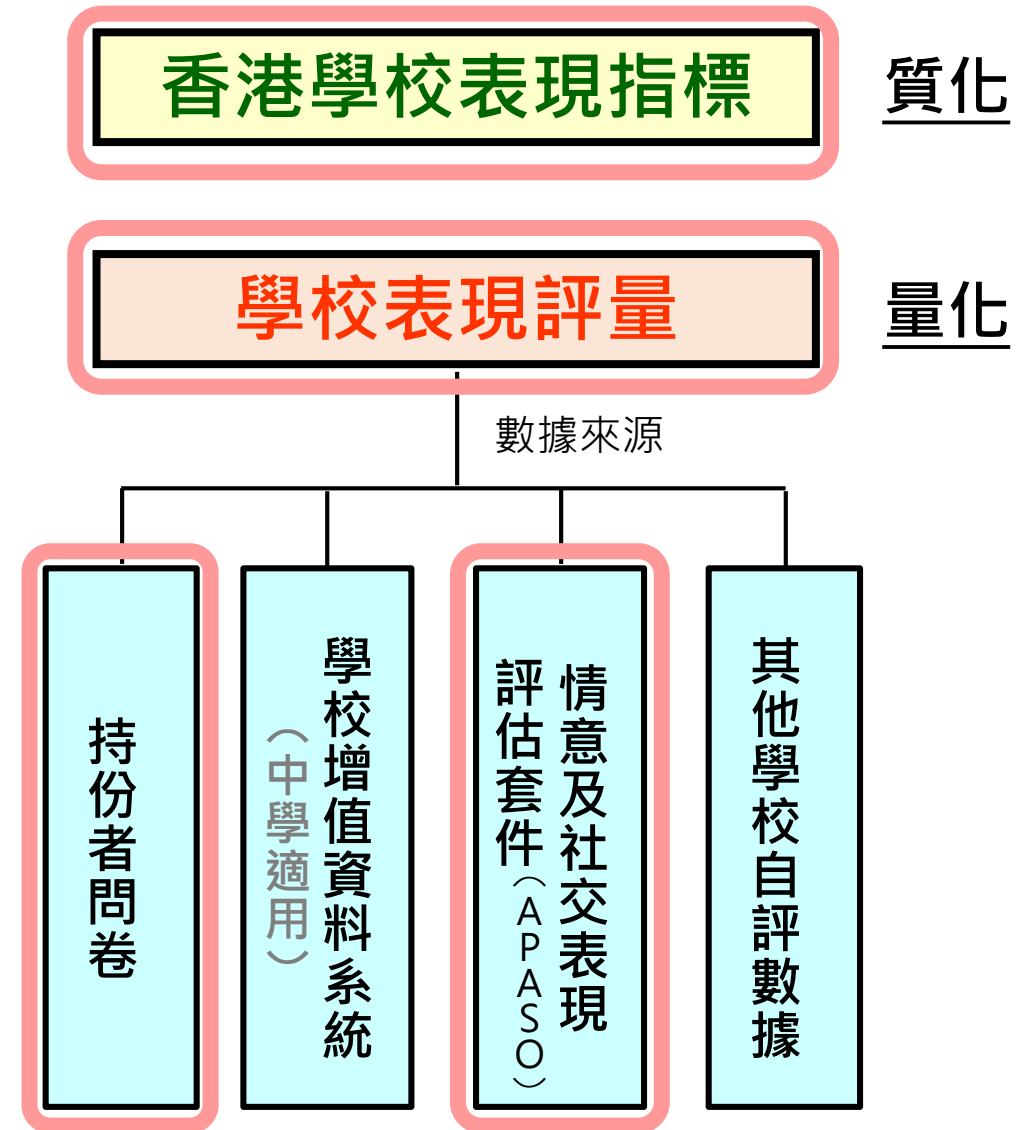 香港學校表現指標
質化
學校表現評量
量化
數據來源
持份者問卷
學校增值資料系統
（中學適用）
情意及社交表現
評估套件（APASO）
其他學校自評數據